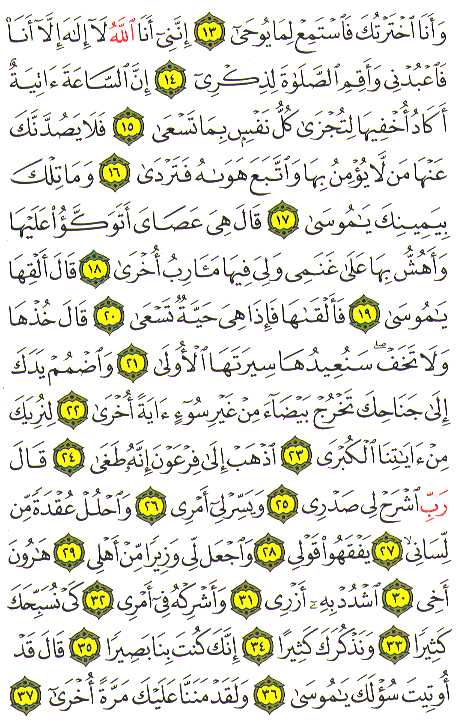 وَأَنَا ٱخْتَرْتُكَ فَٱسْتَمِعْ لِمَا يُوحَىٰٓ ١٣ إِنَّنِىٓ أَنَا ٱللَّهُ لَآ إِلَٰهَ إِلَّآ أَنَا۠
فَٱعْبُدْنِى وَأَقِمِ ٱلصَّلَوٰةَ لِذِكْرِىٓ ١٤ إِنَّ ٱلسَّاعَةَ ءَاتِيَةٌ
أَكَادُ أُخْفِيهَا لِتُجْزَىٰ كُلُّ نَفْسٍۭ بِمَا تَسْعَىٰ ١٥ فَلَا يَصُدَّنَّكَ
عَنْهَا مَن لَّا يُؤْمِنُ بِهَا وَٱتَّبَعَ هَوَىٰهُ فَتَرْدَىٰ ١٦ وَمَا تِلْكَ
بِيَمِينِكَ يَٰمُوسَىٰ ١٧ قَالَ هِىَ عَصَاىَ أَتَوَكَّؤُا۟ عَلَيْهَا
وَأَهُشُّ بِهَا عَلَىٰ غَنَمِى وَلِىَ فِيهَا مَـَٔارِبُ أُخْرَىٰ ١٨ قَالَ أَلْقِهَا
يَٰمُوسَىٰ ١٩ فَأَلْقَىٰهَا فَإِذَا هِىَ حَيَّةٌ تَسْعَىٰ ٢٠ قَالَ خُذْهَا
وَلَا تَخَفْ ۖ سَنُعِيدُهَا سِيرَتَهَا ٱلْأُولَىٰ ٢١ وَٱضْمُمْ يَدَكَ
إِلَىٰ جَنَاحِكَ تَخْرُجْ بَيْضَآءَ مِنْ غَيْرِ سُوٓءٍ ءَايَةً أُخْرَىٰ ٢٢ لِنُرِيَكَ
مِنْ ءَايَٰتِنَا ٱلْكُبْرَى ٢٣ ٱذْهَبْ إِلَىٰ فِرْعَوْنَ إِنَّهُۥ طَغَىٰ ٢٤ قَالَ
رَبِّ ٱشْرَحْ لِى صَدْرِى ٢٥ وَيَسِّرْ لِىٓ أَمْرِى ٢٦ وَٱحْلُلْ عُقْدَةً مِّن
لِّسَانِى ٢٧ يَفْقَهُوا۟ قَوْلِى ٢٨ وَٱجْعَل لِّى وَزِيرًا مِّنْ أَهْلِى ٢٩ هَٰرُونَ
أَخِى ٣٠ ٱشْدُدْ بِهِۦٓ أَزْرِى ٣١ وَأَشْرِكْهُ فِىٓ أَمْرِى ٣٢ كَىْ نُسَبِّحَكَ
كَثِيرًا ٣٣ وَنَذْكُرَكَ كَثِيرًا ٣٤ إِنَّكَ كُنتَ بِنَا بَصِيرًا ٣٥ قَالَ قَدْ
أُوتِيتَ سُؤْلَكَ يَٰمُوسَىٰ ٣٦ وَلَقَدْ مَنَنَّا عَلَيْكَ مَرَّةً أُخْرَىٰٓ ٣٧